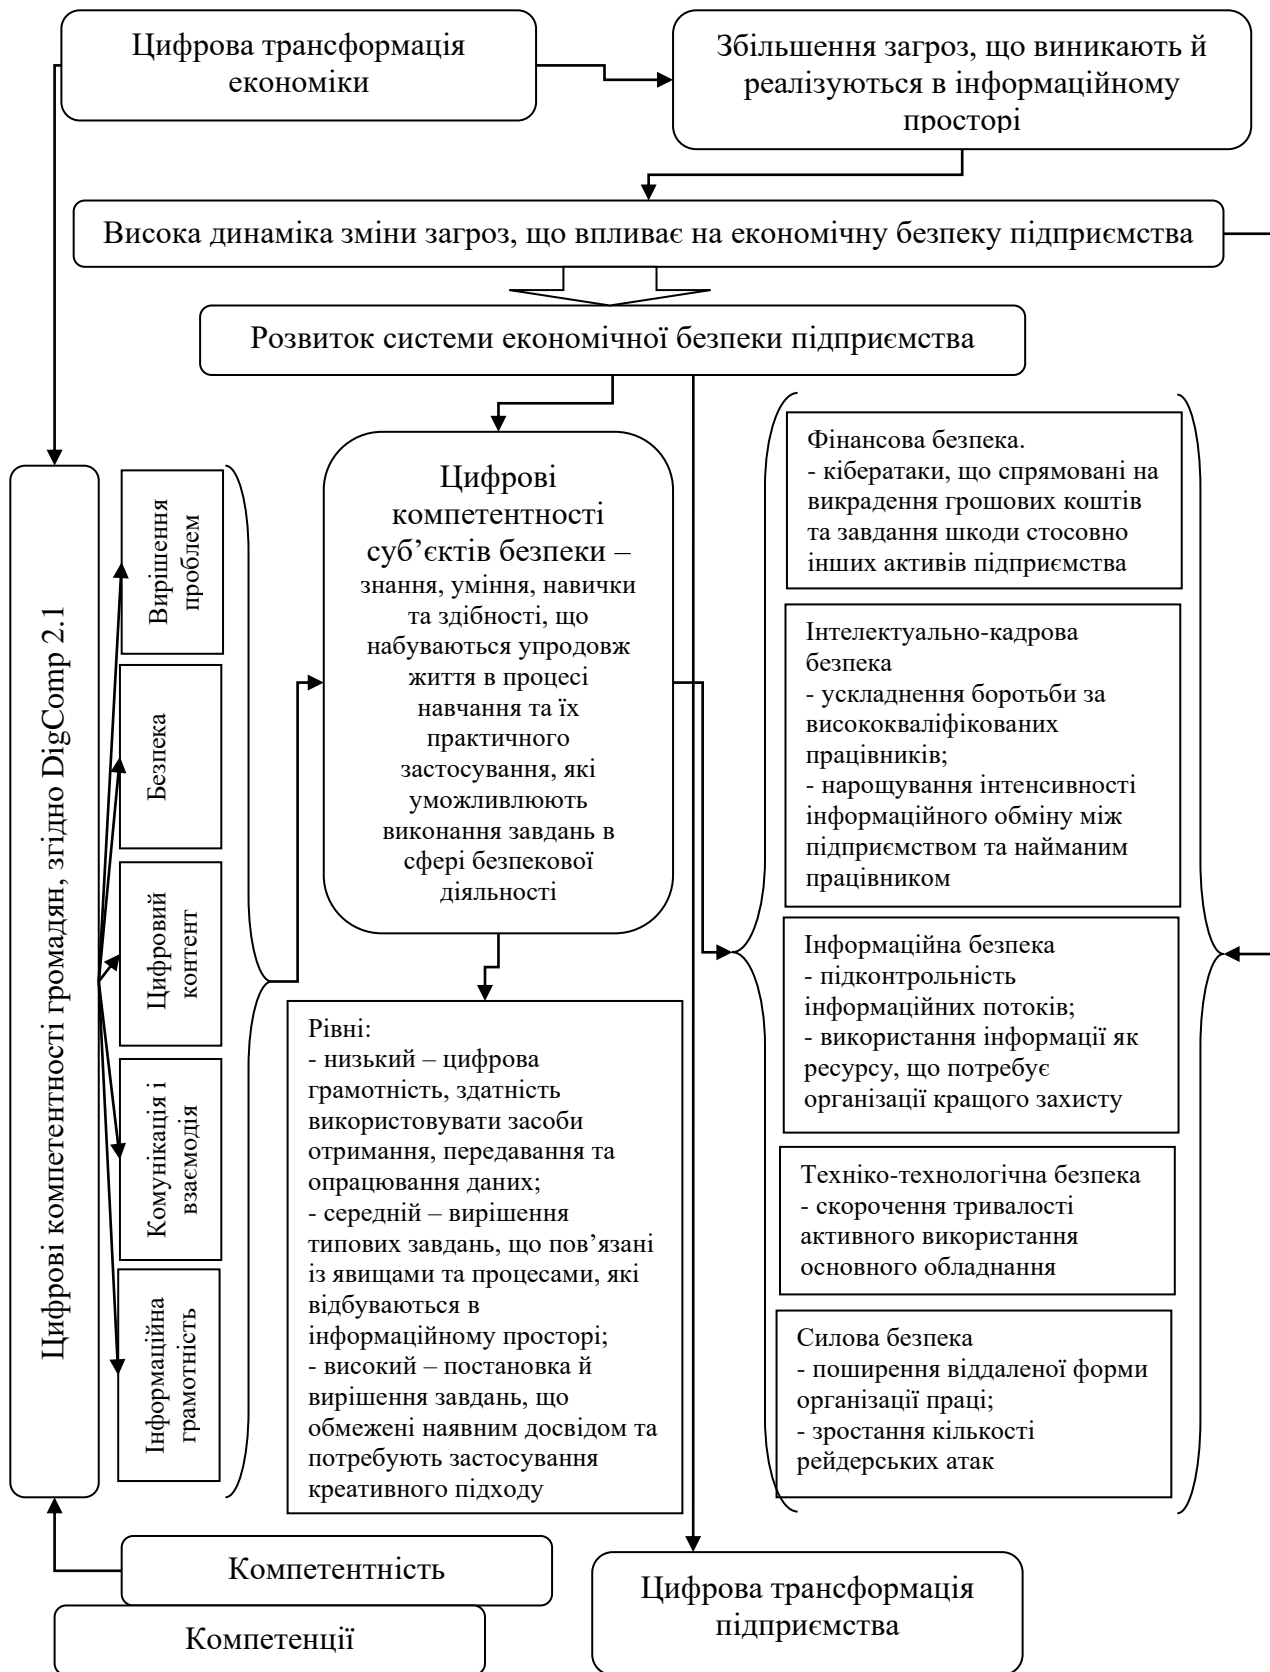 Цифрова трансформація
економіки
Збільшення загроз, що виникають й
реалізуються в інформаційному
просторі
Висока динаміка зміни загроз, що впливає на економічну безпеку підприємства
Розвиток системи економічної безпеки підприємства
Цифрові компетентності громадян, згідно DigComp 2.1
Вирішення
проблем
Безпека
Цифровий
контент
Комунікація і
взаємодія
Інформаційна
грамотність
Цифрові
компетентності
суб’єктів безпеки –
знання, уміння, навички
та здібності, що
набуваються упродовж
життя в процесі
навчання та їх
практичного
застосування, які
уможливлюють
виконання завдань в
сфері безпекової
діяльності
Рівні:
- низький – цифрова
грамотність, здатність
використовувати засоби
отримання, передавання та
опрацювання даних;
- середній – вирішення
типових завдань, що пов’язані
із явищами та процесами, які
відбуваються в
інформаційному просторі;
- високий – постановка й
вирішення завдань, що
обмежені наявним досвідом та
потребують застосування
креативного підходу
Фінансова безпека.
- кібератаки, що спрямовані на
викрадення грошових коштів
та завдання шкоди стосовно
інших активів підприємства
Інтелектуально-кадрова
безпека
- ускладнення боротьби за
висококваліфікованих
працівників;
- нарощування інтенсивності
інформаційного обміну між
підприємством та найманим
працівником
Інформаційна безпека
- підконтрольність
інформаційних потоків;
- використання інформації як
ресурсу, що потребує
організації кращого захисту
Техніко-технологічна безпека
- скорочення тривалості
активного використання
основного обладнання
Силова безпека
- поширення віддаленої форми
організації праці;
- зростання кількості
рейдерських атак
Компетентність
Компетенції
Цифрова трансформація
підприємства